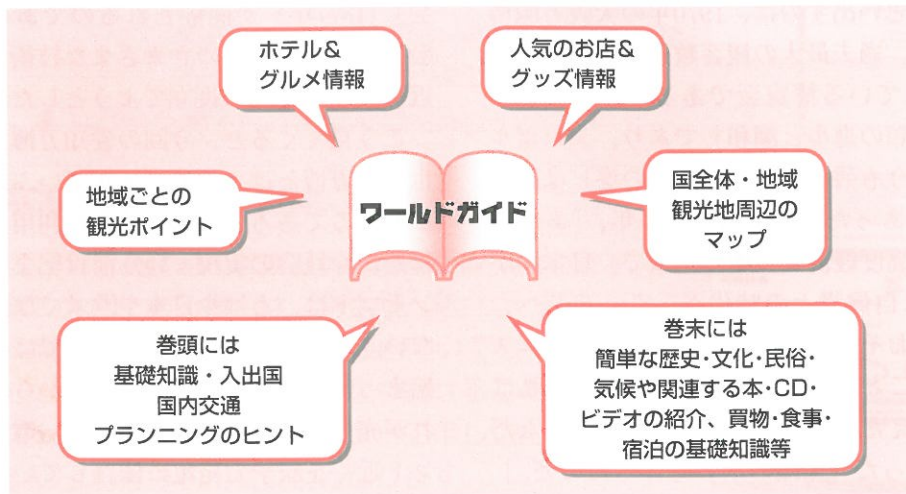 ホテル&
グルメ情報
人気のお店&
グッズ情報
地域ごとの
観光ポイント
ワールドガイド
国全体・地域
観光地周辺の
マップ
巻頭には
基礎知識・入出国
国内交通
プランニングのヒント
巻末には
簡単な歴史・文化・民俗・
気候や関連する本・CD・
ビデオの紹介、買物・食事・
宿泊の基礎知識等